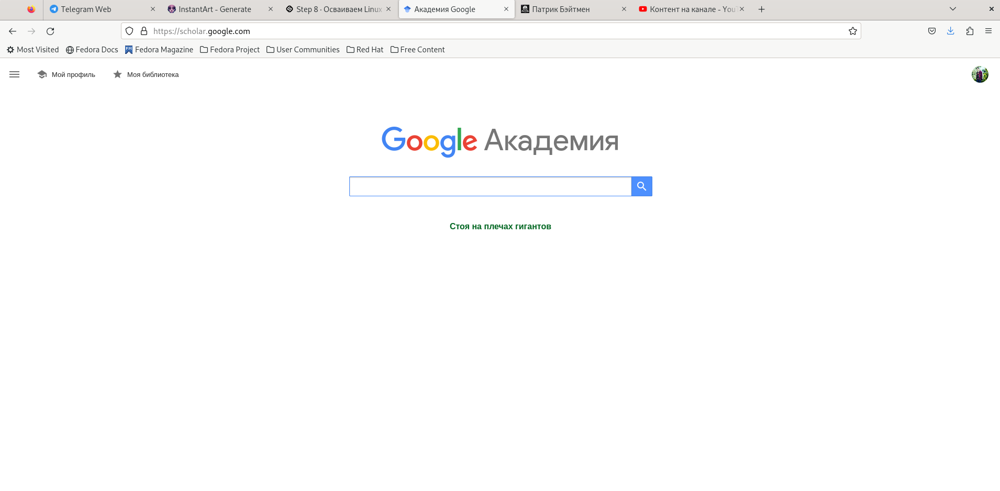 Telegram Web
InstantArt - Generate
Step 8 · Осваиваем Linux
Академия Google
Патрик Бэйтмен
Контент на канале - YouT
https://scholar.google.com
Most Visited
Fedora Docs
FM
Fedora Magazine
Fedora Project
User Communities
Red Hat
Free Content
Мой профиль
Моя библиотека
Google Академия
Стоя на плечах гигантов